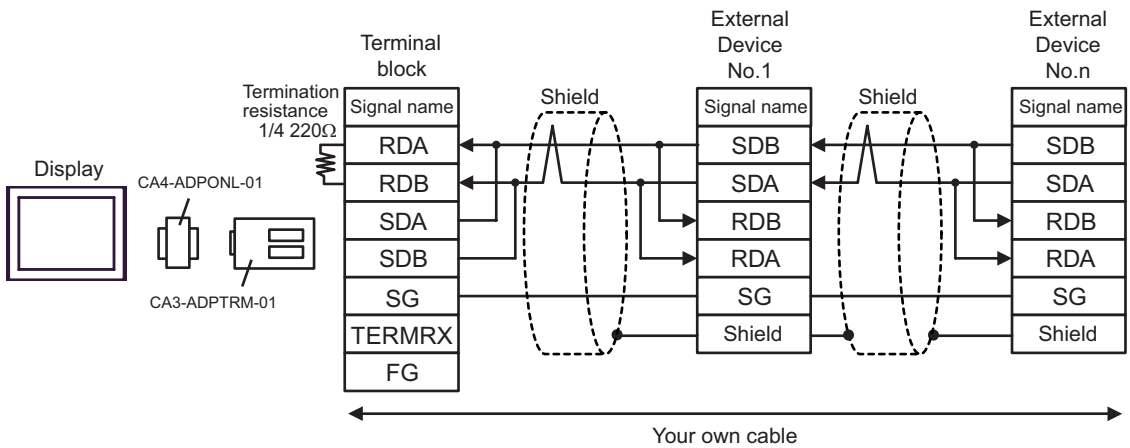 Display
CA4-ADPONL-01
CA3-ADPTRM-01
Termination
resistance
1/4 220Ω
Terminal
block
Signal name
RDA
RDB
SDA
SDB
SG
TERMRX
FG
Shield
External
Device
No.1
Signal name
SDB
SDA
RDB
RDA
SG
Shield
Shield
External
Device
No.n
Signal name
SDB
SDA
RDB
RDA
SG
Shield
Your own cable